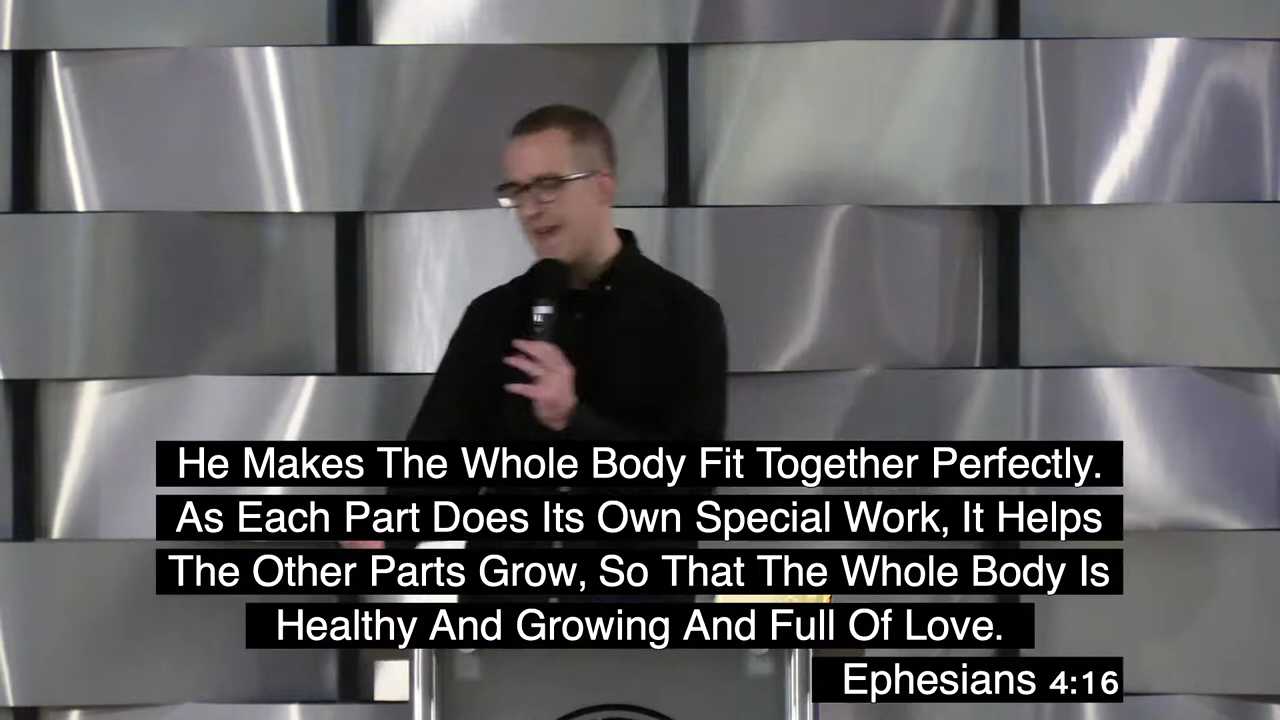 He Makes The Whole Body Fit Together Perfectly.
As Each Part Does Its Own Special Work, It Helps
The Other Parts Grow, So That The Whole Body Is
Healthy And Growing And Full Of Love.
Ephesians 4:16